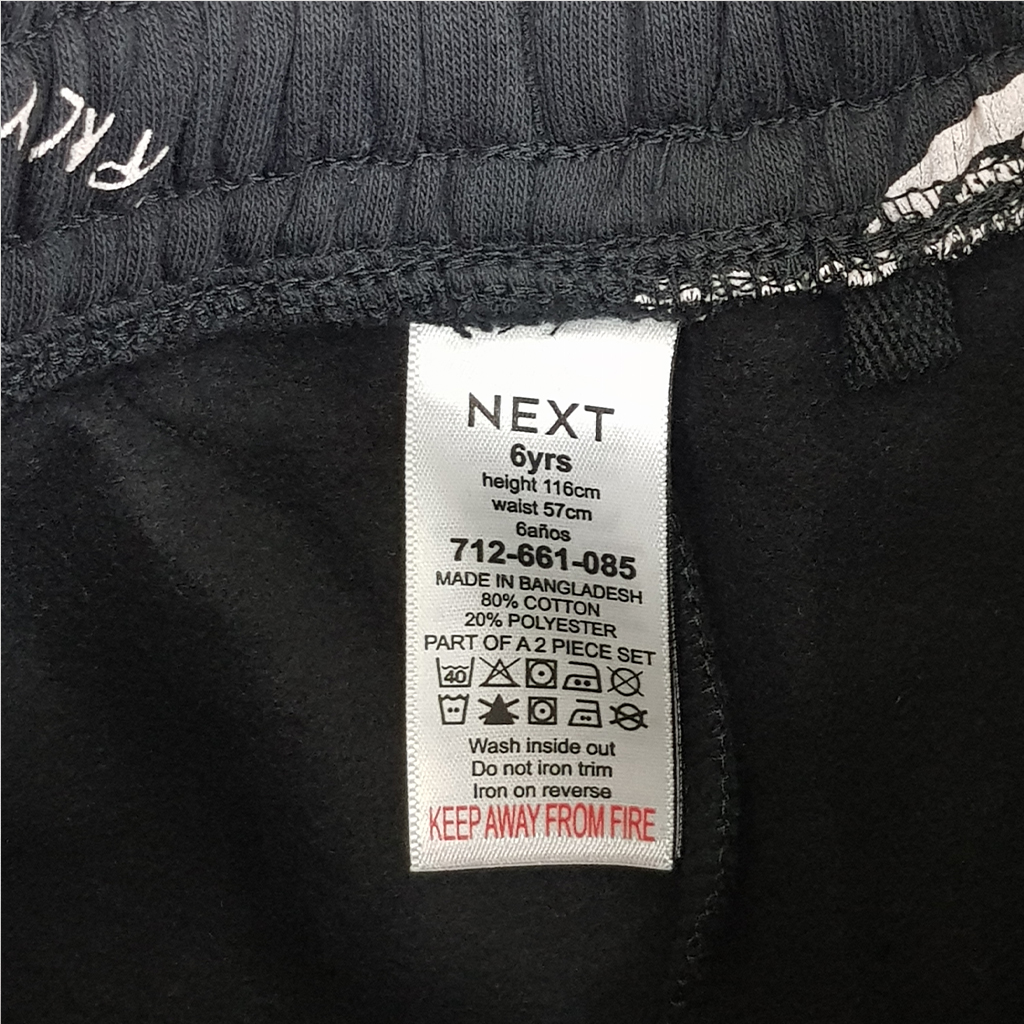 NEXT
6yrs
height 116cm
waist 57cm
6años
712-661-085
MADE IN BANGLADESH
80% COTTON
20% POLYESTER
PART OF A 2 PIECE SET
40
Wash inside out
Do not iron trim
Iron on reverse
KEEP AWAY FROM FIRE